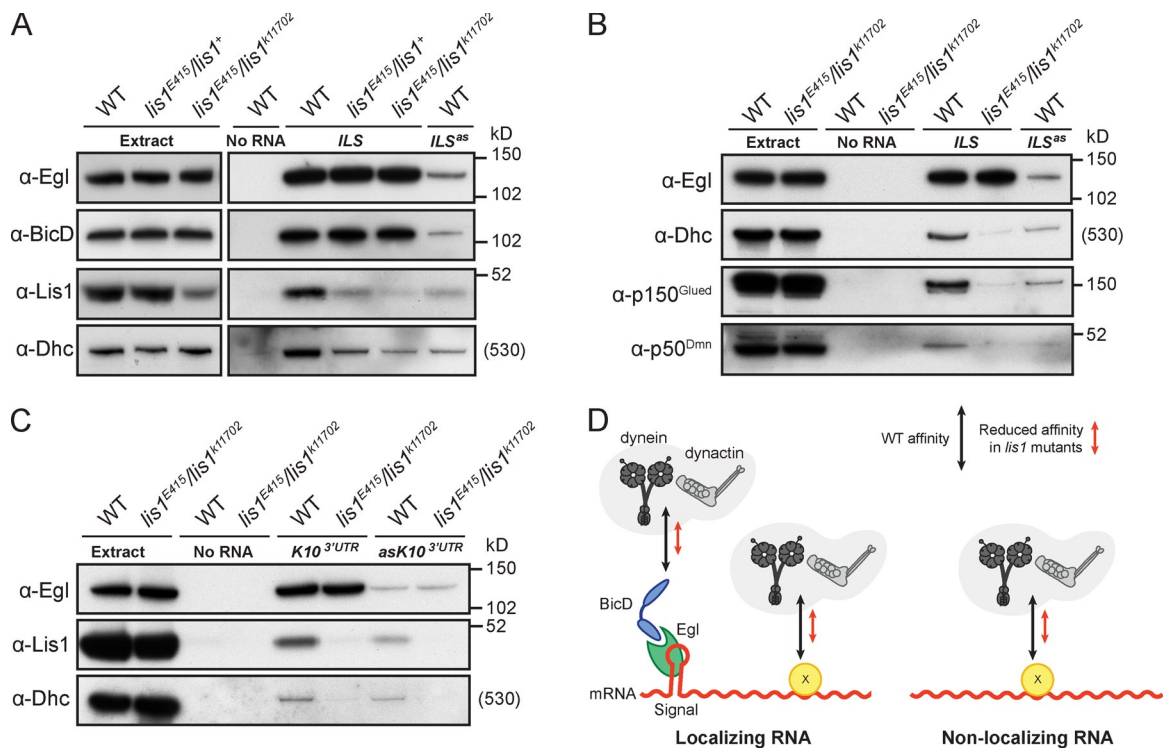 A
WT
lis1E415/lis1+
lis1E415/lis1k11702
WT
WT
lis1E415/lis1+
lis1E415/lis1k11702
WT
Extract
No RNA
ILS
ILSas
kD
α-Egl
150
102
α-BicD
102
α-Lis1
52
α-Dhc
(530)
B
WT
lis1E415/lis1k11702
WT
lis1E415/lis1k11702
WT
lis1E415/lis1k11702
WT
Extract
No RNA
ILS
ILSas
kD
α-Egl
150
102
α-Dhc
(530)
α-p150Glued
150
α-p50Dmn
52
C
WT
lis1E415/lis1k11702
WT
lis1E415/lis1k11702
WT
lis1E415/lis1k11702
WT
lis1E415/lis1k11702
Extract
No RNA
K10 3'UTR
asK10 3'UTR
kD
α-Egl
150
102
α-Lis1
52
α-Dhc
(530)
D
dynein
dynactin
WT affinity
Reduced affinity
in lis1 mutants
BicD
Egl
mRNA
Signal
X
X
Localizing RNA
Non-localizing RNA